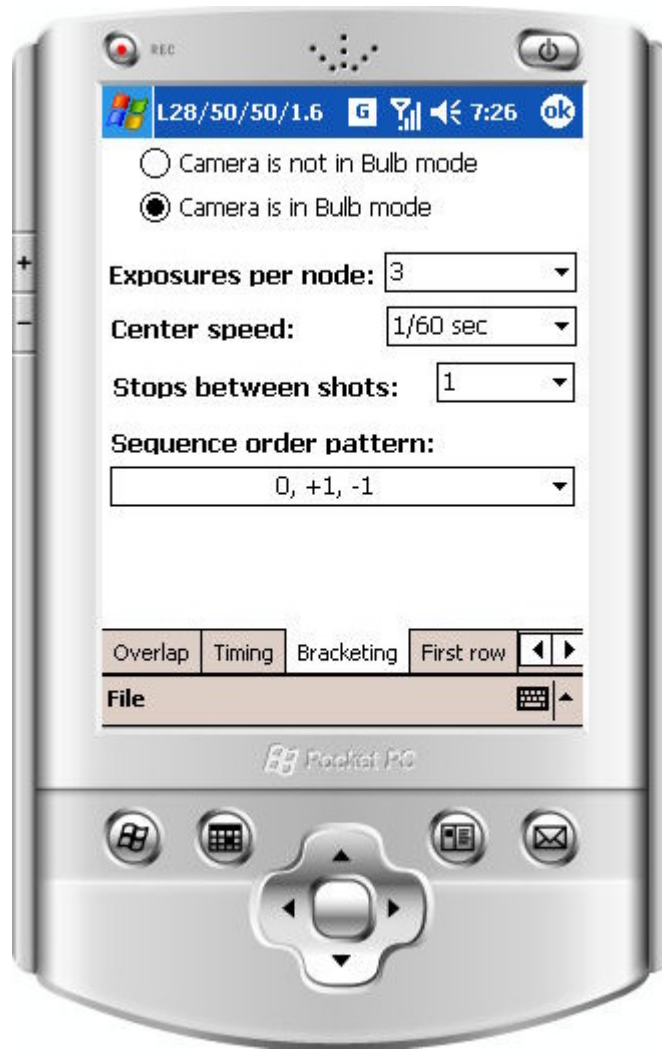 REC
L28/50/50/1.6 G 7:26 ok
Camera is not in Bulb mode
Camera is in Bulb mode
Exposures per node: 3
Center speed: 1/60 sec
Stops between shots: 1
Sequence order pattern:
0, +1, -1
Overlap Timing Bracketing First row
File
Pocket PC